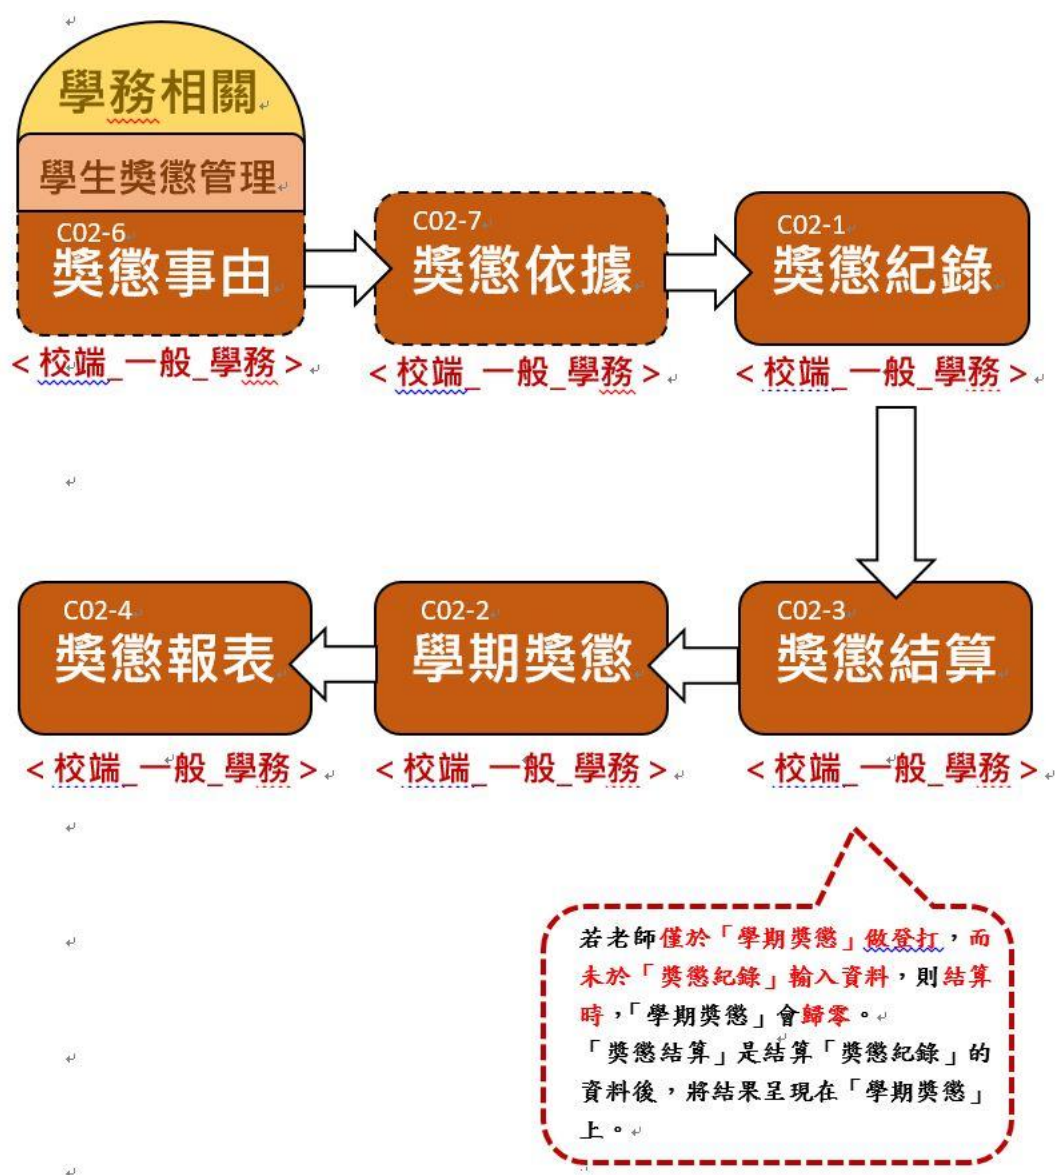 學務相關
學生獎懲管理
C02-6
獎懲事由
<校端_一般_學務>
C02-7
獎懲依據
<校端_一般_學務>
C02-1
獎懲紀錄
<校端_一般_學務>
C02-4
獎懲報表
<校端_一般_學務>
C02-2
學期獎懲
<校端_一般_學務>
C02-3
獎懲結算
<校端_一般_學務>
若老師僅於「學期獎懲」做登打，而
未於「獎懲紀錄」輸入資料，則結算
時，「學期獎懲」會歸零。
「獎懲結算」是結算「獎懲紀錄」的
資料後，將結果呈現在「學期獎懲」
上。